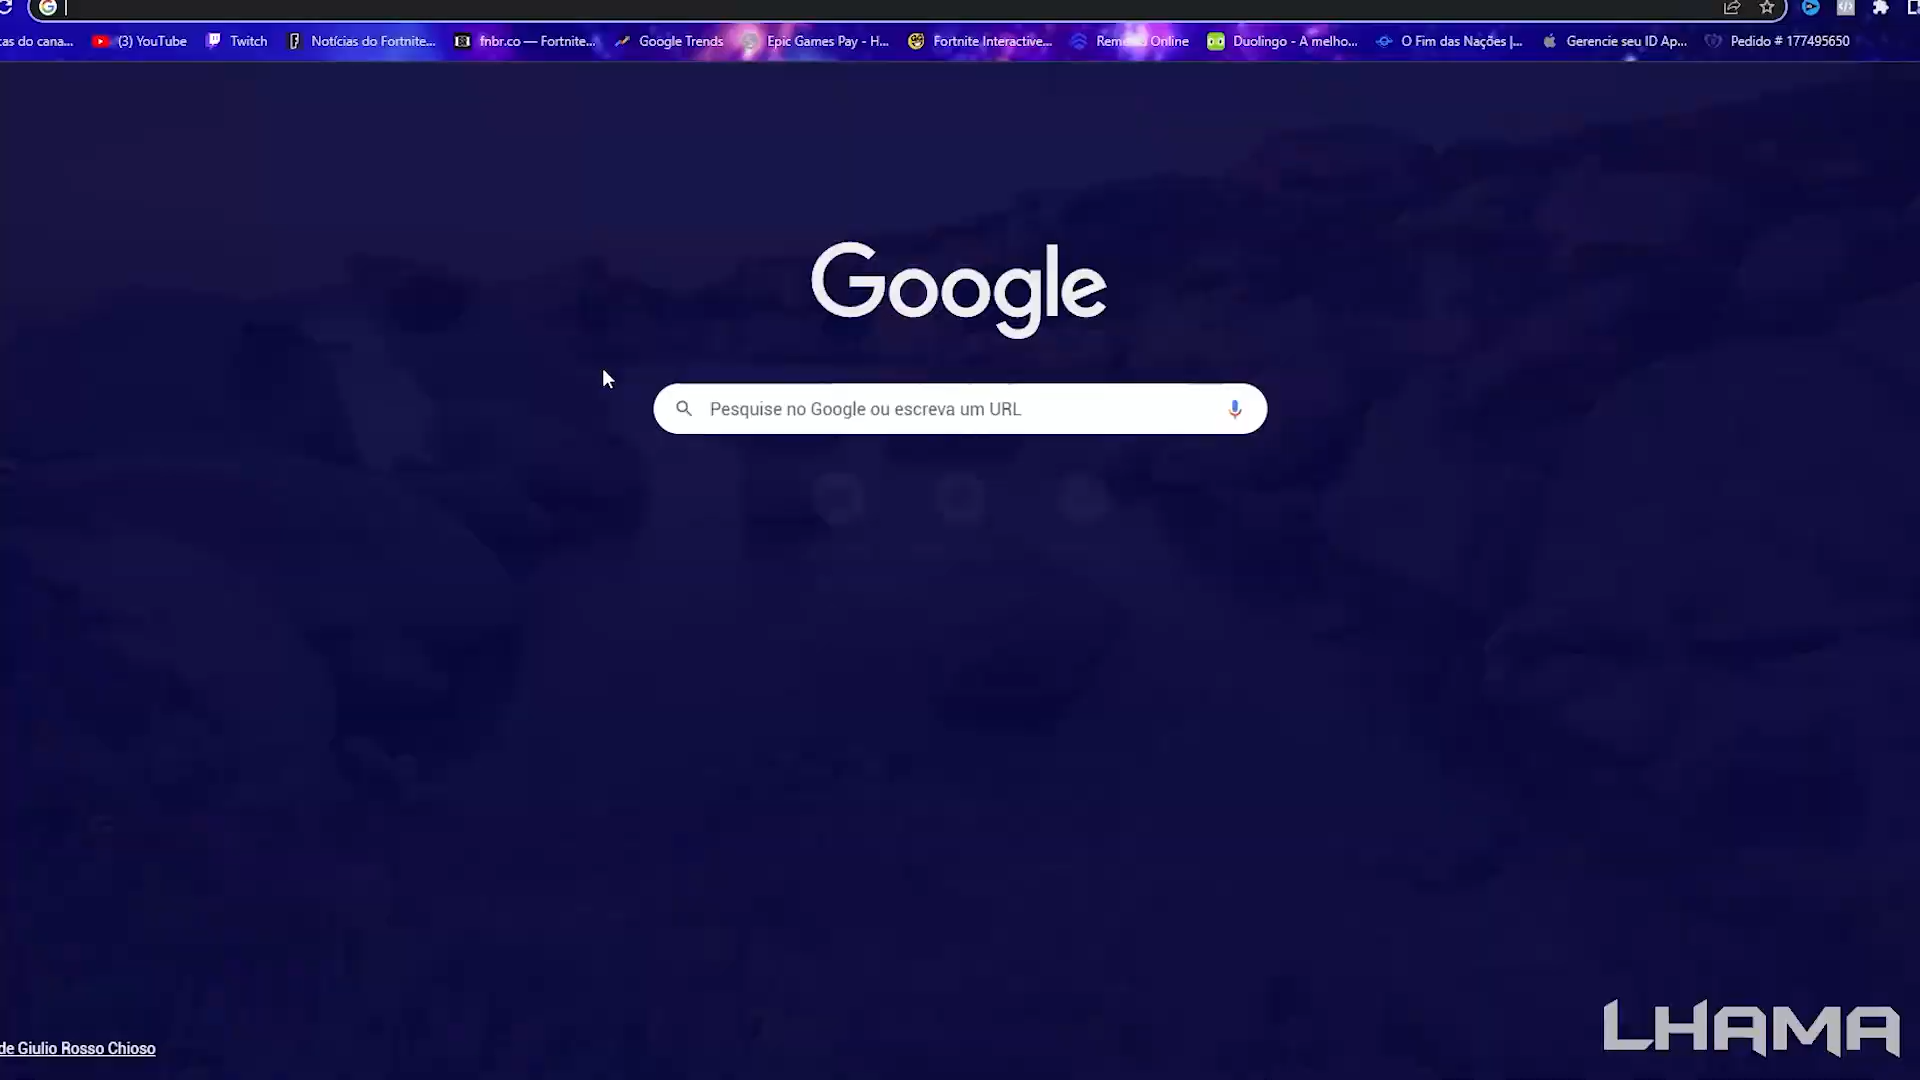 as do cana...
(3) YouTube
Twitch
Notícias do Fortnite...
fnbr.co — Fortnite...
Google Trends
Epic Games Pay - H...
Fortnite Interactive...
Online
Duolingo - A melho...
O Fim das Nações |...
Gerencie seu ID Ap...
Pedido # 177495650
Google
Pesquise no Google ou escreva um URL
de Giulio Rosso Chioso
LHAMA